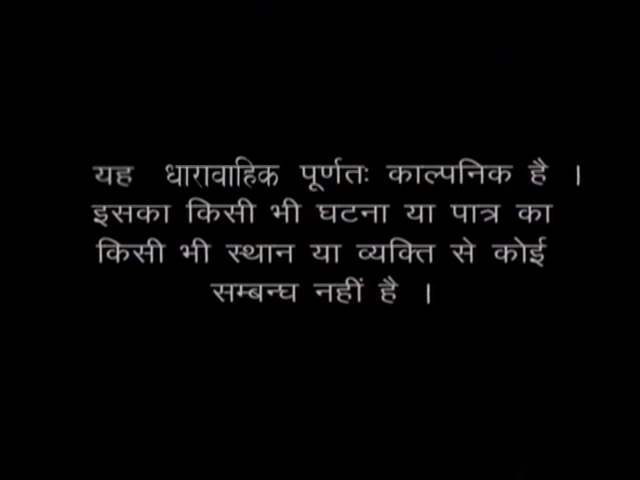 यह धारावाहिक पूर्णतः काल्पनिक है ।
इसका किसी भी घटना या पात्र का
किसी भी स्थान या व्यक्ति से कोई
सम्बन्घ नहीं है ।